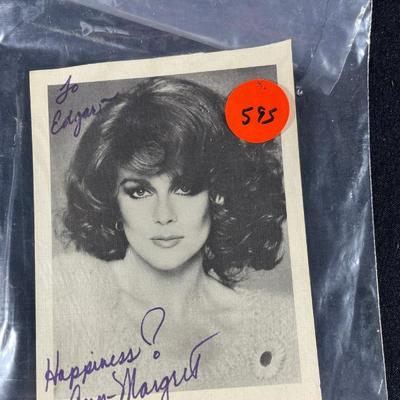 To
Edgar
595
Happiness?
Ann-Margret